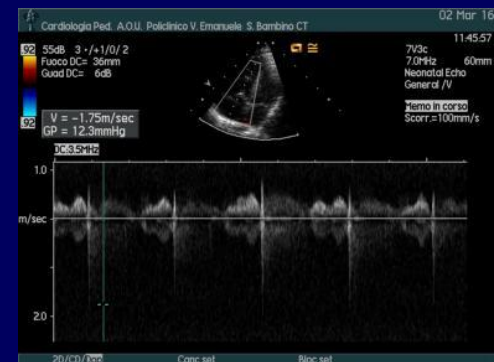 02 Mar 16
Cardiologia Ped. A.O.U. Policlinico V. Emanuele S. Bambino CT
11:45:57
.92 55dB 3 •/+1/0/ 2
Fuoco DC= 36mm
Guad DC= 6dB
7V3c
7.0MHz 60mm
Neonatal Echo
General /V
Memo in corso
Scorr.=100mm/s
.92
V = -1.75m/sec
GP = 12.3mmHg
DC:3.5MHz
1.0
m/sec
2.0
2D/CD/Dop Canc set Bloc set